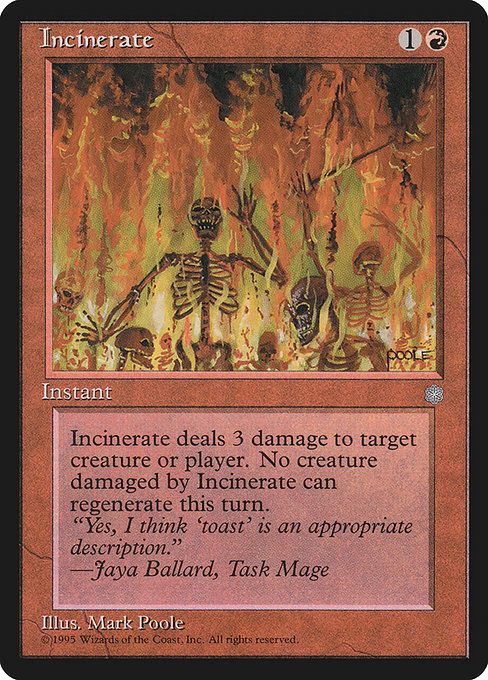 Incinerate 1
POOLE
Instant
Incinerate deals 3 damage to target
creature or player. No creature
damaged by Incinerate can
regenerate this turn.
“Yes, I think ‘toast’ is an appropriate
description.”
—Jaya Ballard, Task Mage
Illus. Mark Poole
©1995 Wizards of the Coast, Inc. All rights reserved.